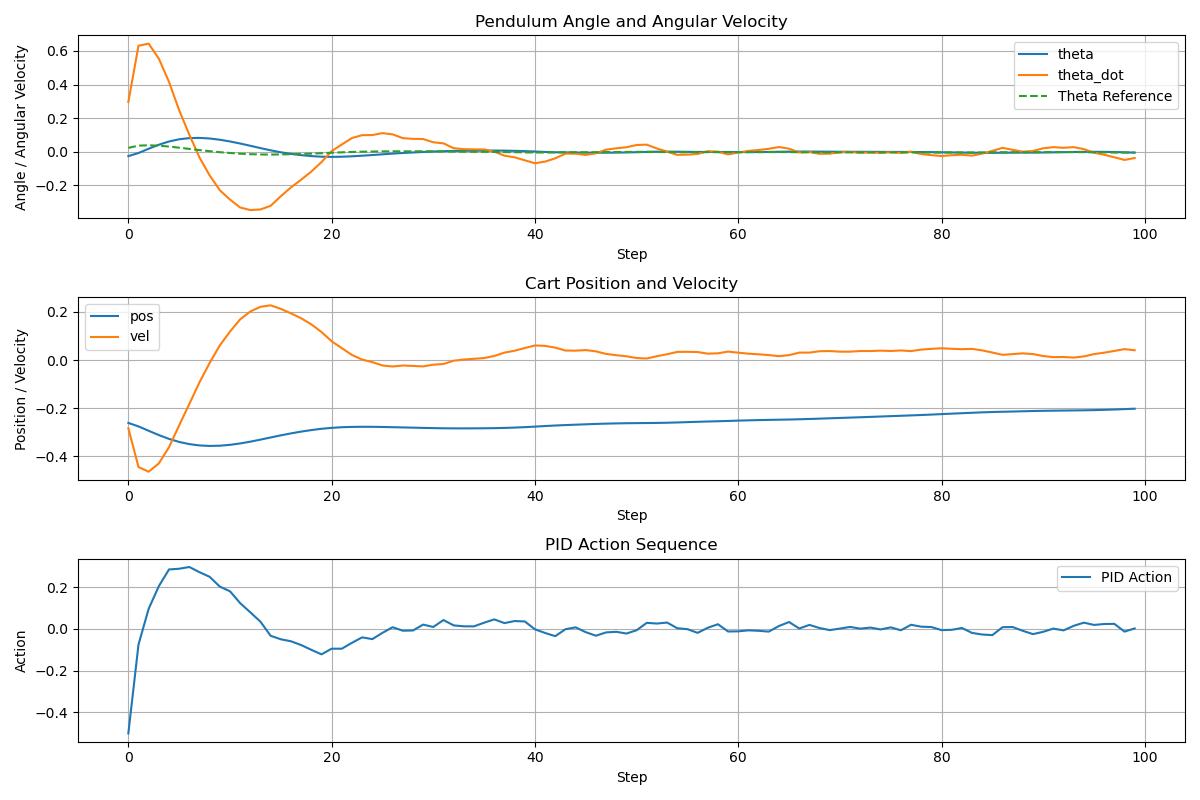 Pendulum Angle and Angular Velocity
Angle / Angular Velocity
0.6
0.4
0.2
0.0
−0.2
theta
theta_dot
Theta Reference
0 20 40 60 80 100
Step
Cart Position and Velocity
Position / Velocity
0.2
0.0
−0.2
−0.4
pos
vel
0 20 40 60 80 100
Step
PID Action Sequence
Action
0.2
0.0
−0.2
−0.4
PID Action
0 20 40 60 80 100
Step